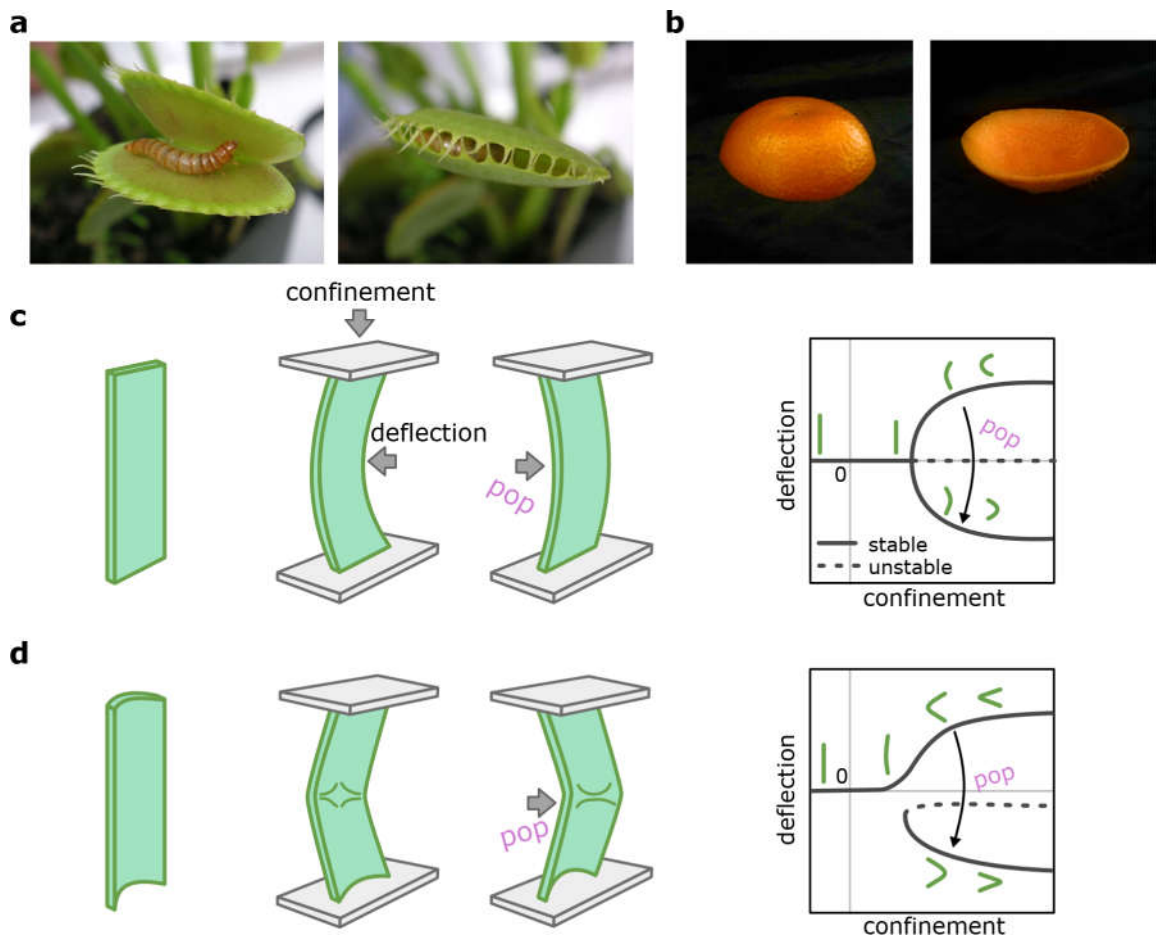 a
b
confinement
c
deflection
pop
deflection
pop
0
stable
unstable
confinement
d
pop
deflection
0
pop
confinement